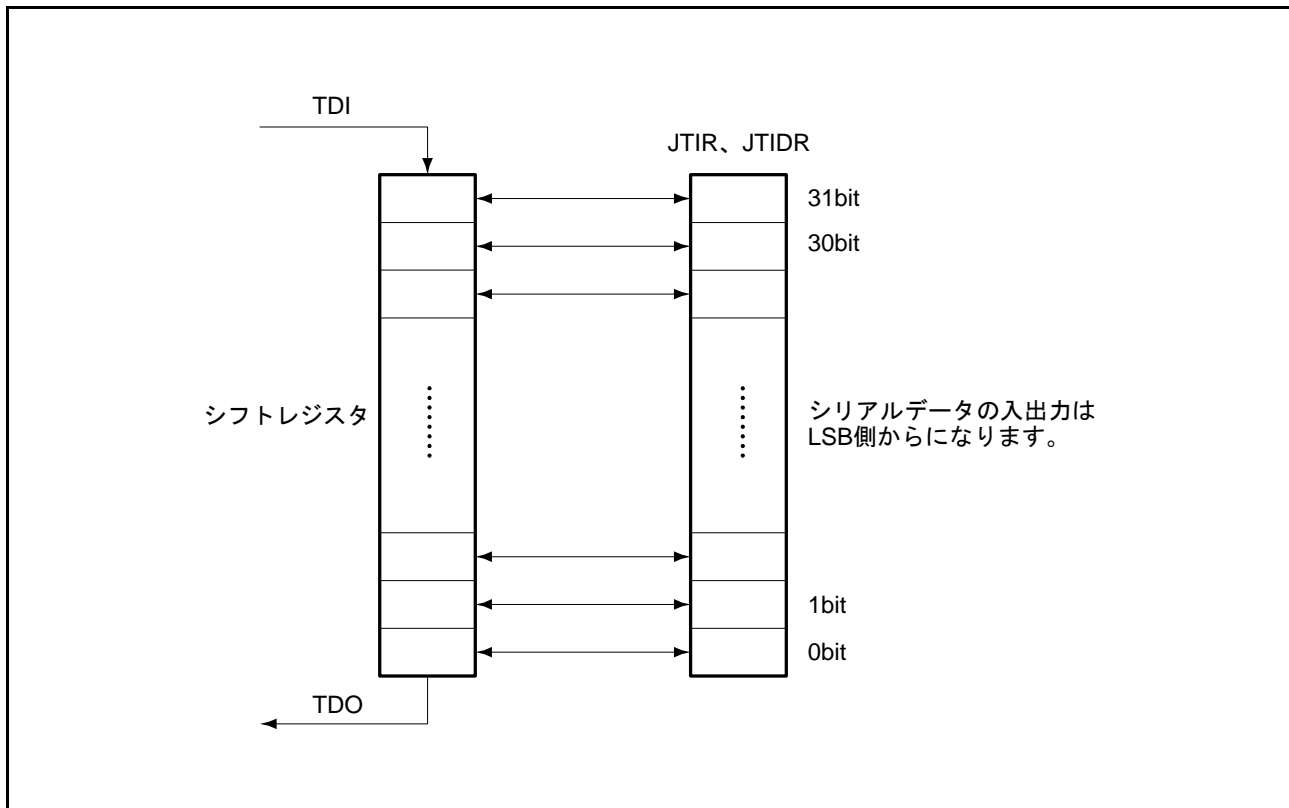 TDI
JTIR、JTIDR
31bit
30bit
シフトレジスタ
シリアルデータの入出力は
LSB側からになります。
1bit
0bit
TDO